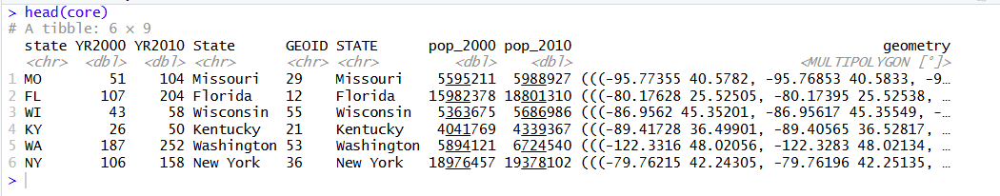 > head(core)
# A tibble: 6 × 9
  state YR2000 YR2010 State      GEOID STATE      pop_2000 pop_2010                                       geometry
  <chr>  <dbl>  <dbl> <chr>      <chr> <chr>         <dbl>    <dbl>                             <MULTIPOLYGON [°]>
1 MO        51    104 Missouri   29    Missouri    5595211  5988927 (((-95.77355 40.5782, -95.76853 40.5833, -9…
2 FL       107    204 Florida    12    Florida    15982378 18801310 (((-80.17628 25.52505, -80.17395 25.52538, …
3 WI        43     58 Wisconsin  55    Wisconsin   5363675  5686986 (((-86.9562 45.35201, -86.95617 45.35549, -…
4 KY        26     50 Kentucky   21    Kentucky    4041769  4339367 (((-89.41728 36.49901, -89.40565 36.52817, …
5 WA       187    252 Washington 53    Washington  5894121  6724540 (((-122.3316 48.02056, -122.3283 48.02134, …
6 NY       106    158 New York   36    New York   18976457 19378102 (((-79.76215 42.24305, -79.76196 42.25135, …
>